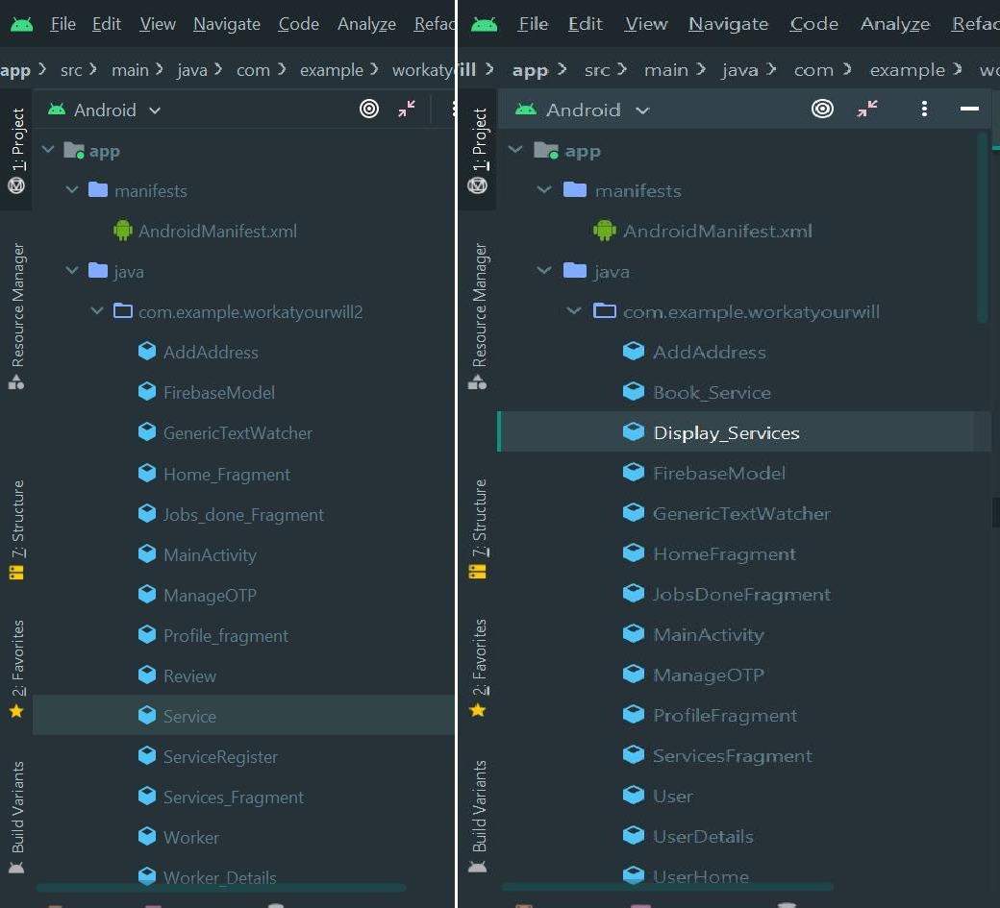 File Edit View Navigate Code Analyze Refac
app src main java com example workaty
Android
1: Project
Resource Manager
7: Structure
2: Favorites
Build Variants
app
manifests
AndroidManifest.xml
java
com.example.workatyourwill2
AddAddress
FirebaseModel
GenericTextWatcher
Home_Fragment
Jobs_done_Fragment
MainActivity
ManageOTP
Profile_fragment
Review
Service
ServiceRegister
Services_Fragment
Worker
Worker_Details
File Edit View Navigate Code Analyze Refac
ill app src main java com example wo
Android
1: Project
Resource Manager
7: Structure
2: Favorites
Build Variants
app
manifests
AndroidManifest.xml
java
com.example.workatyourwill
AddAddress
Book_Service
Display_Services
FirebaseModel
GenericTextWatcher
HomeFragment
JobsDoneFragment
MainActivity
ManageOTP
ProfileFragment
ServicesFragment
User
UserDetails
UserHome